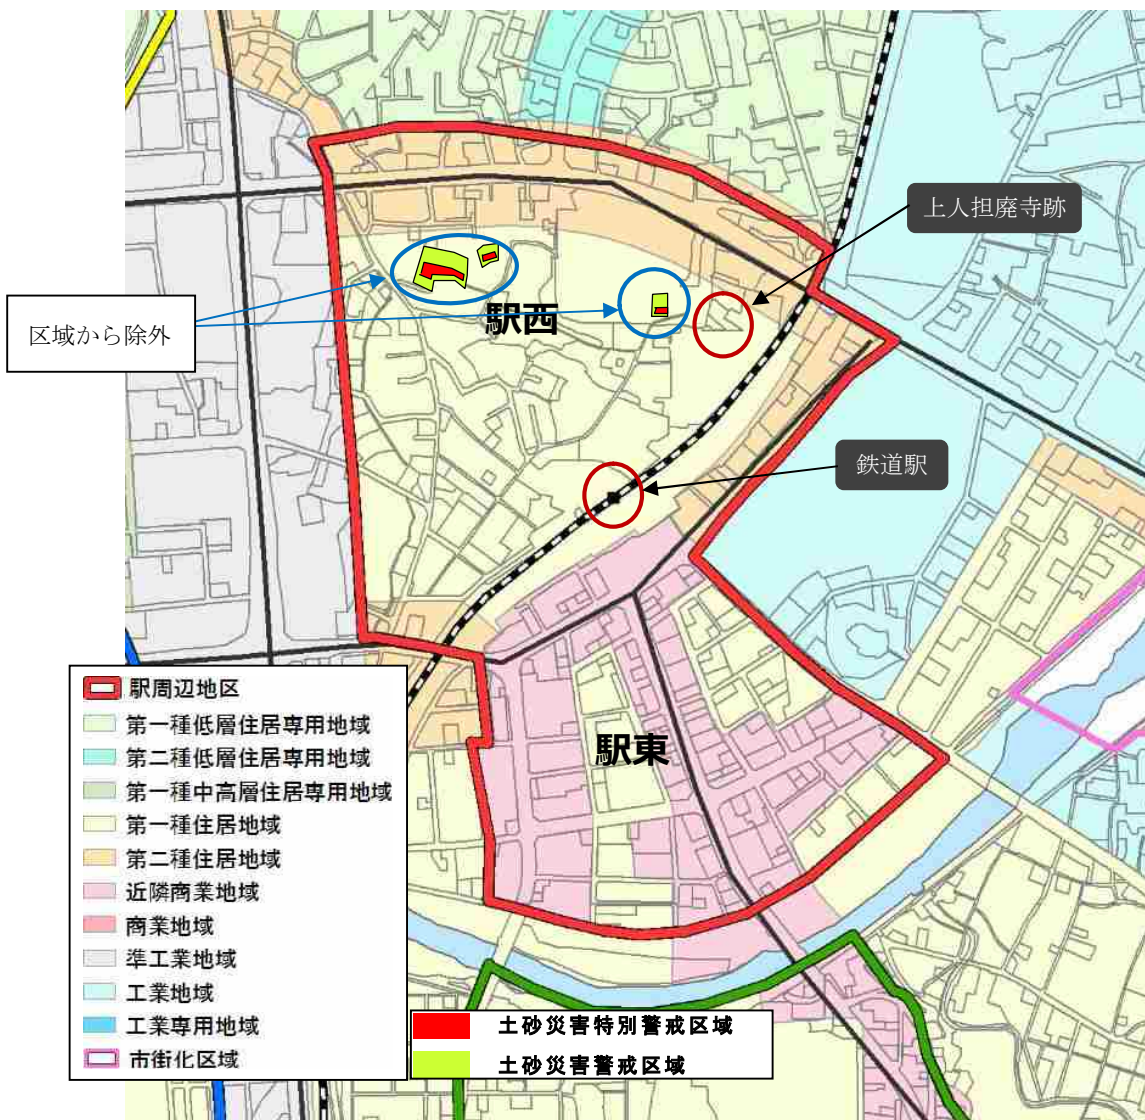 上人担廃寺跡
区域から除外
駅西
鉄道駅
駅周辺地区
第一種低層住居専用地域
第二種低層住居専用地域
第一種中高層住居専用地域
第一種住居地域
第二種住居地域
近隣商業地域
商業地域
準工業地域
工業地域
工業専用地域
市街化区域
駅東
土砂災害特別警戒区域
土砂災害警戒区域